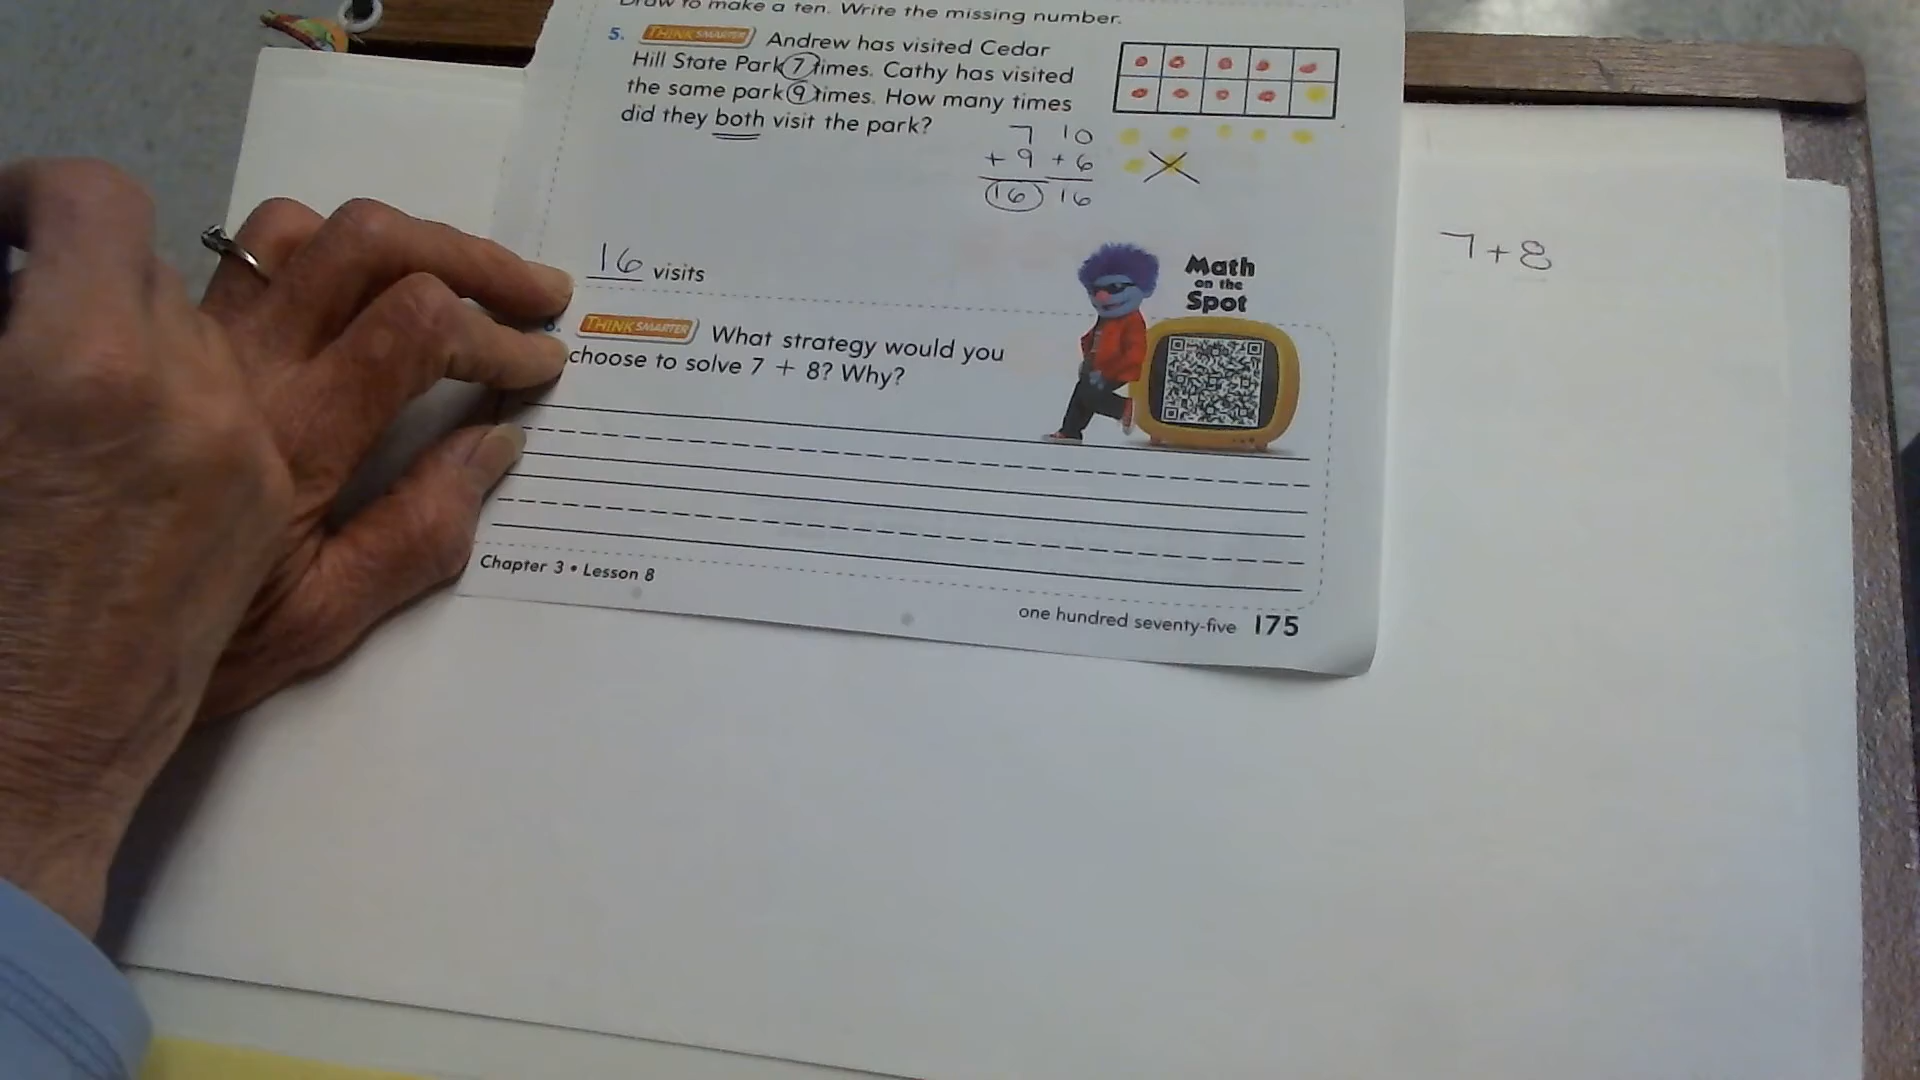 Draw to make a ten. Write the missing number.
5. THINK SMARTER Andrew has visited Cedar
Hill State Park 7 times. Cathy has visited
the same park 9 times. How many times
did they both visit the park?
7 10
+ 9 + 6
16 16
16 visits
Math
on the
Spot
7 + 8
6. THINK SMARTER What strategy would you
choose to solve 7 + 8? Why?
Chapter 3 • Lesson 8
one hundred seventy-five 175